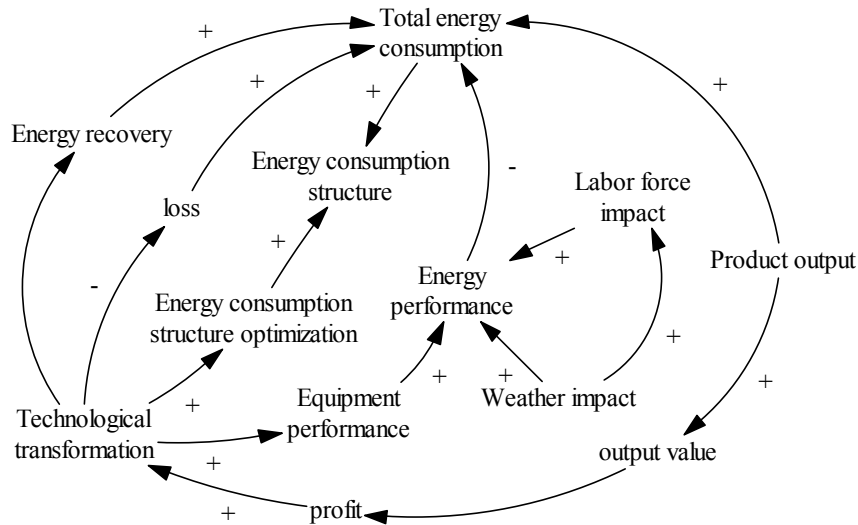 Total energy
consumption
+
+
+
+
Energy recovery
Energy consumption
structure
-
Labor force
impact
loss
+
+
Product output
-
Energy
performance
Energy consumption
structure optimization
+
+
+
+
Weather impact
+
+
Equipment
performance
Technological
transformation
+
output value
+
profit